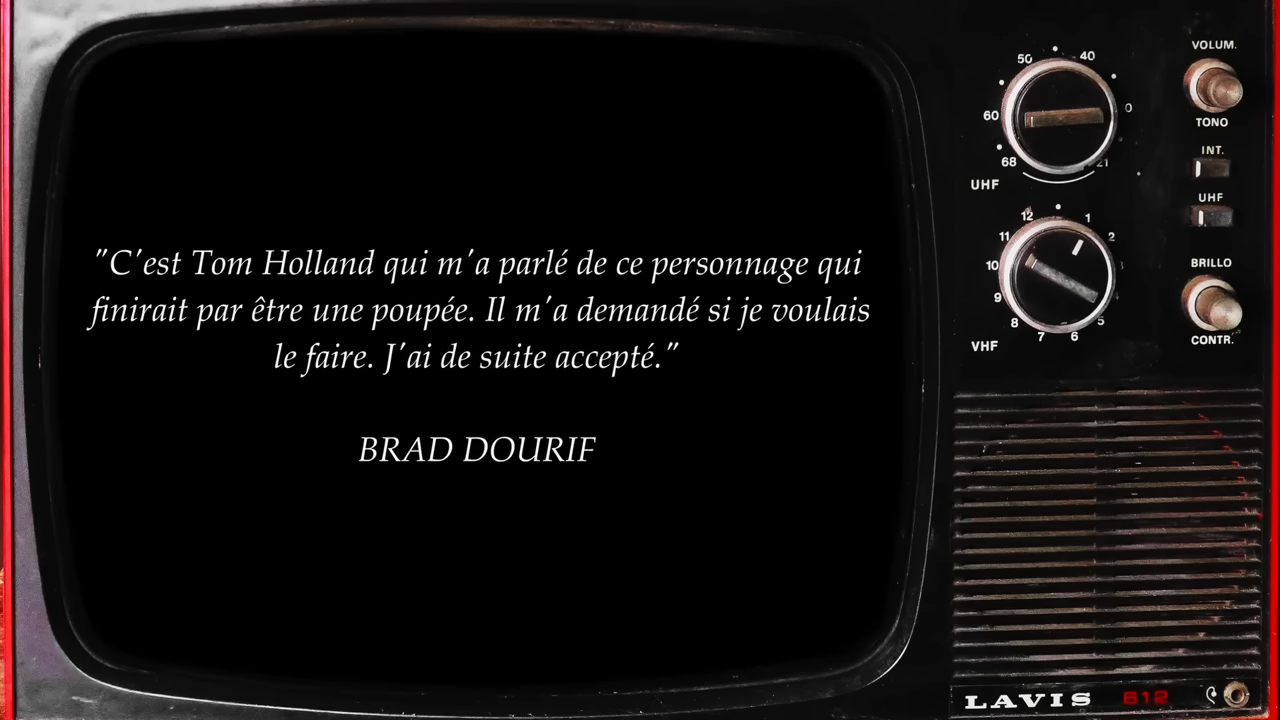 "C'est Tom Holland qui m'a parlé de ce personnage qui
finirait par être une poupée. Il m'a demandé si je voulais
le faire. J'ai de suite accepté."
BRAD DOURIF
50
40
60
0
68
21
UHF
12
1
11
2
10
9
8
7
6
5
VHF
VOLUM.
TONO
INT.
UHF
BRILLO
CONTR.
LAVIS 612